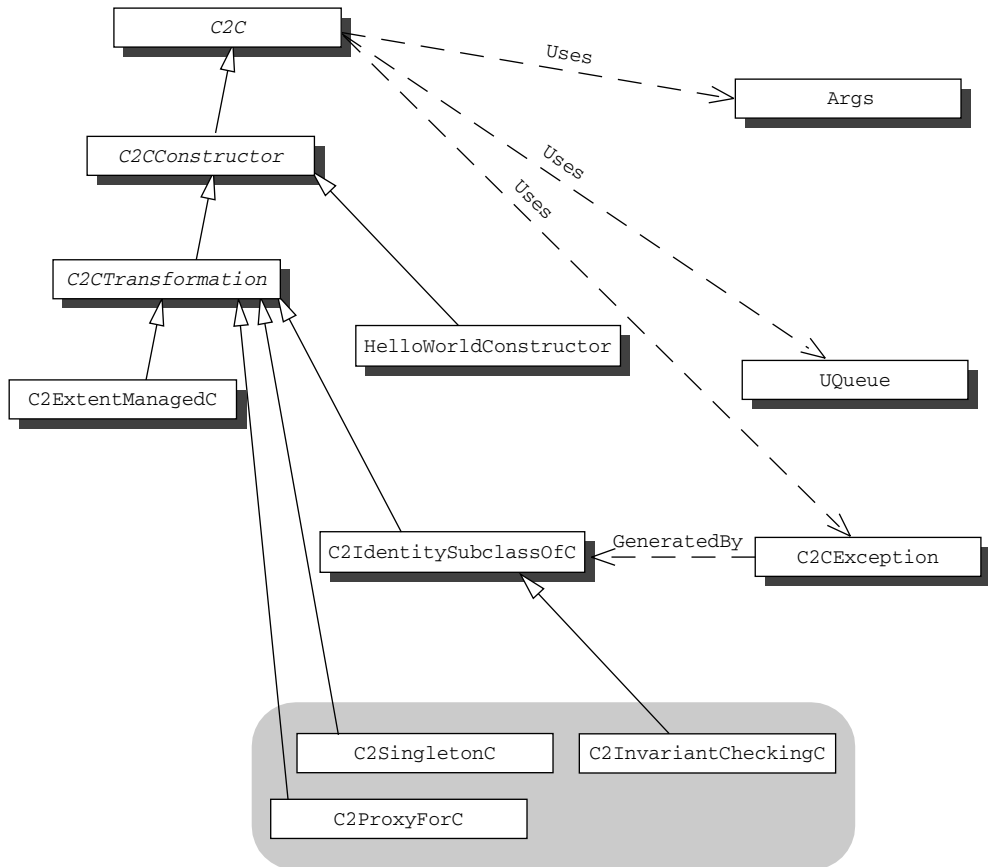 C2C
Uses
Args
C2CConstructor
Uses
Uses
C2CTransformation
HelloWorldConstructor
UQueue
C2ExtentManagedC
C2IdentitySubclassOfC
GeneratedBy
C2CException
C2SingletonC
C2InvariantCheckingC
C2ProxyForC